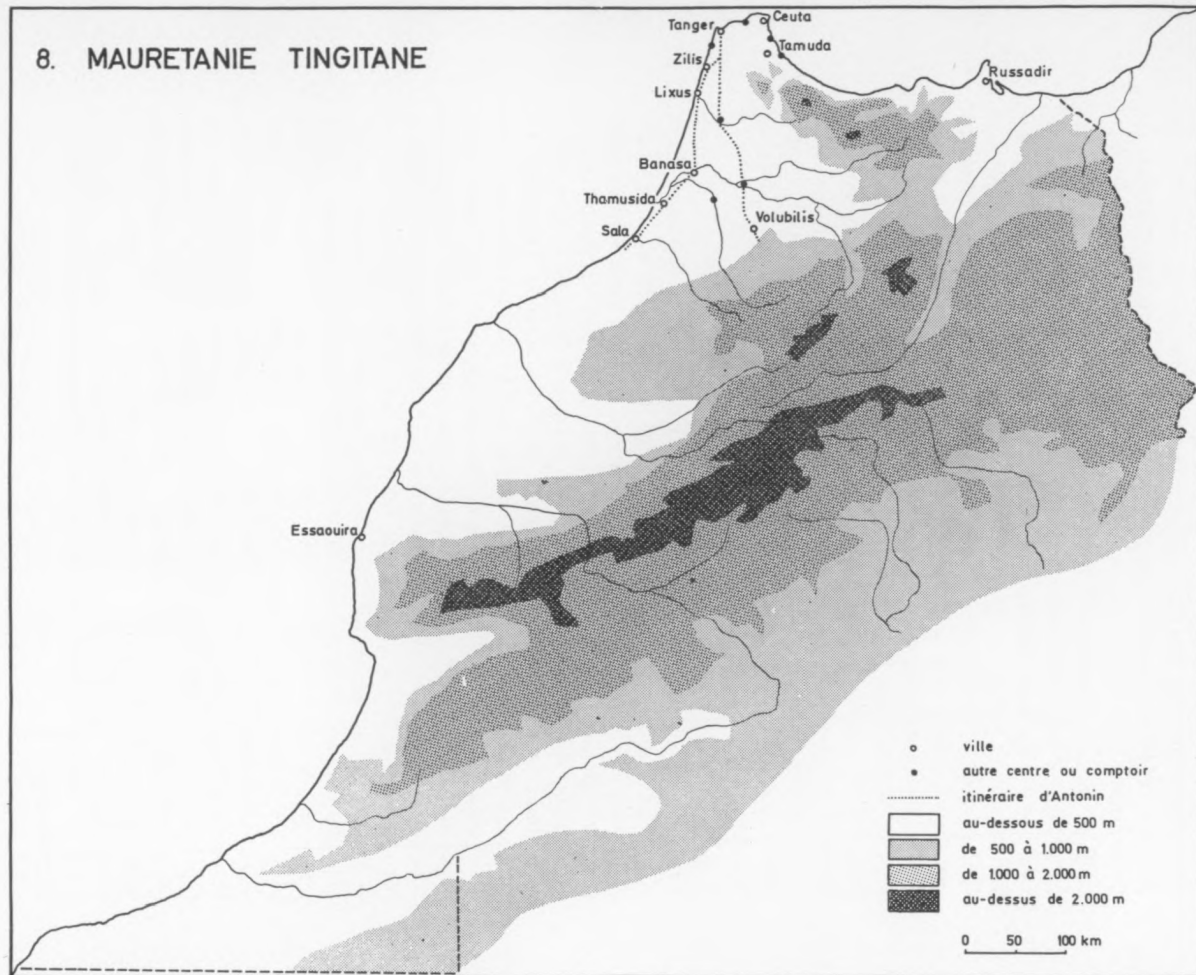 8. MAURETANIE TINGITANE
Tanger
Ceuta
Tamuda
Zilis
Russadir
Lixus
Banasa
Thamusida
Volubilis
Sala
Essaouira
ville
autre centre ou comptoir
itinéraire d'Antonin
au-dessous de 500 m
de 500 à 1.000 m
de 1.000 à 2.000 m
au-dessus de 2.000 m
0 50 100 km